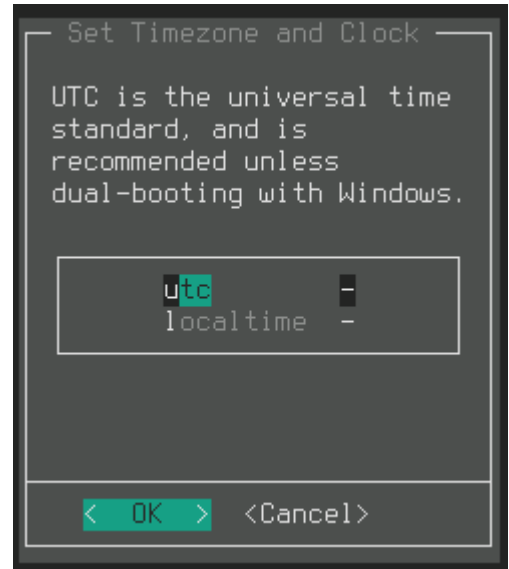 Set Timezone and Clock
UTC is the universal time
standard, and is
recommended unless
dual-booting with Windows.
utc -
localtime -
< OK > <Cancel>